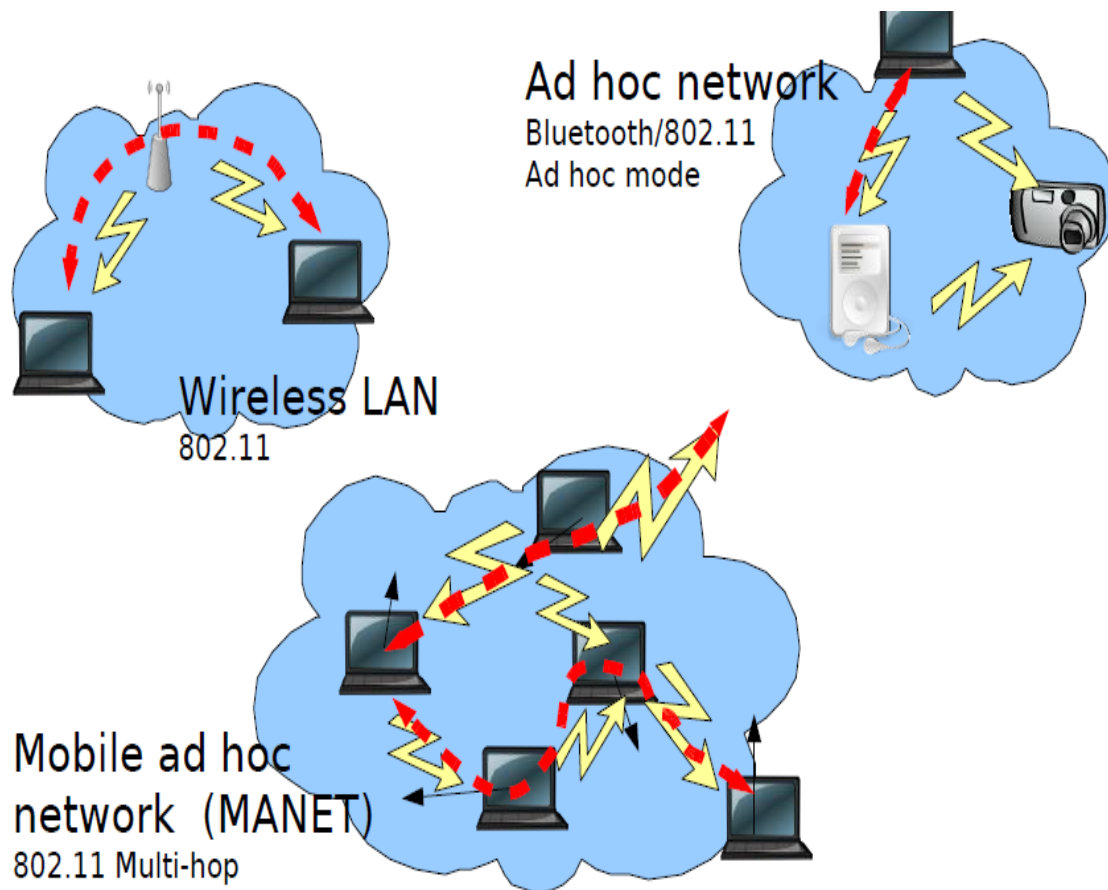 Ad hoc network
Bluetooth/802.11
Ad hoc mode
Wireless LAN
802.11
Mobile ad hoc
network (MANET)
802.11 Multi-hop